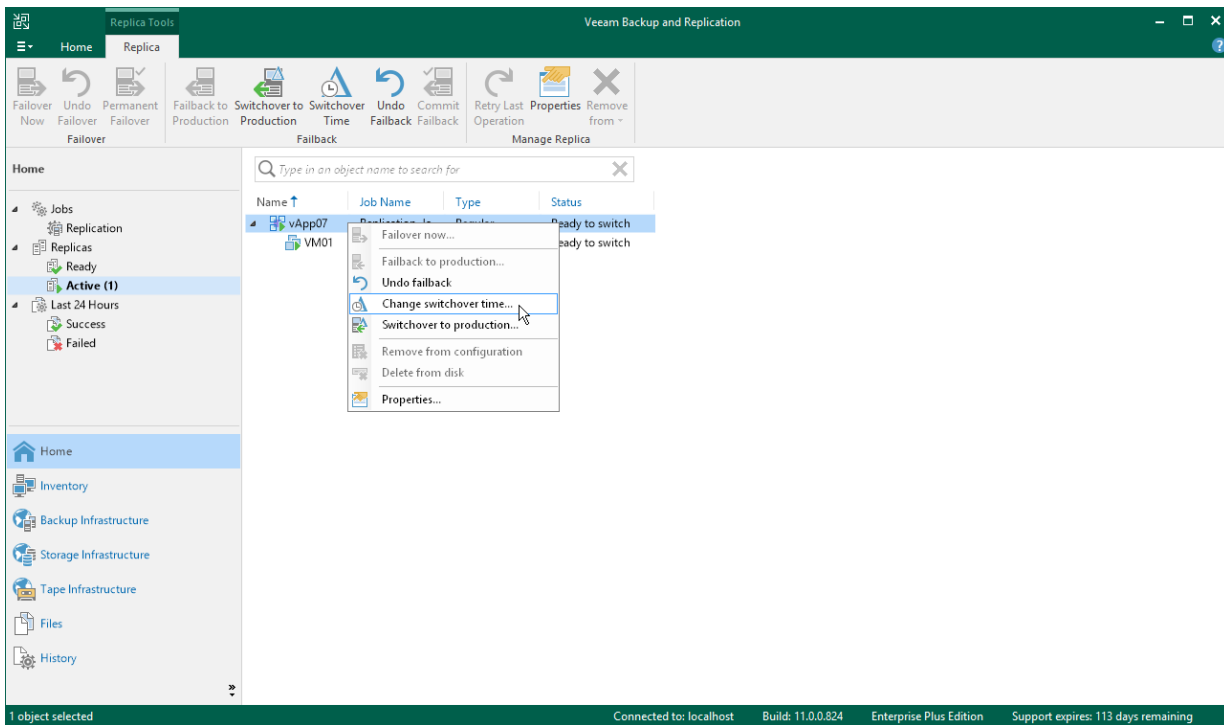 Replica Tools
Veeam Backup and Replication
Home
Replica
Failover Now
Undo Failover
Permanent Failover
Failback to Production
Switchover to Production
Switchover Time
Undo Failback
Commit Failback
Retry Last Operation
Properties
Remove from
Failover
Failback
Manage Replica
Home
Type in an object name to search for
Jobs
Replication
Replicas
Ready
Active (1)
Last 24 Hours
Success
Failed
Name
Job Name
Type
Status
vApp07
Ready to switch
VM01
eady to switch
Failover now...
Failback to production...
Undo failback
Change switchover time...
Switchover to production...
Remove from configuration
Delete from disk
Properties...
Home
Inventory
Backup Infrastructure
Storage Infrastructure
Tape Infrastructure
Files
History
1 object selected
Connected to: localhost
Build: 11.0.0.824
Enterprise Plus Edition
Support expires: 113 days remaining